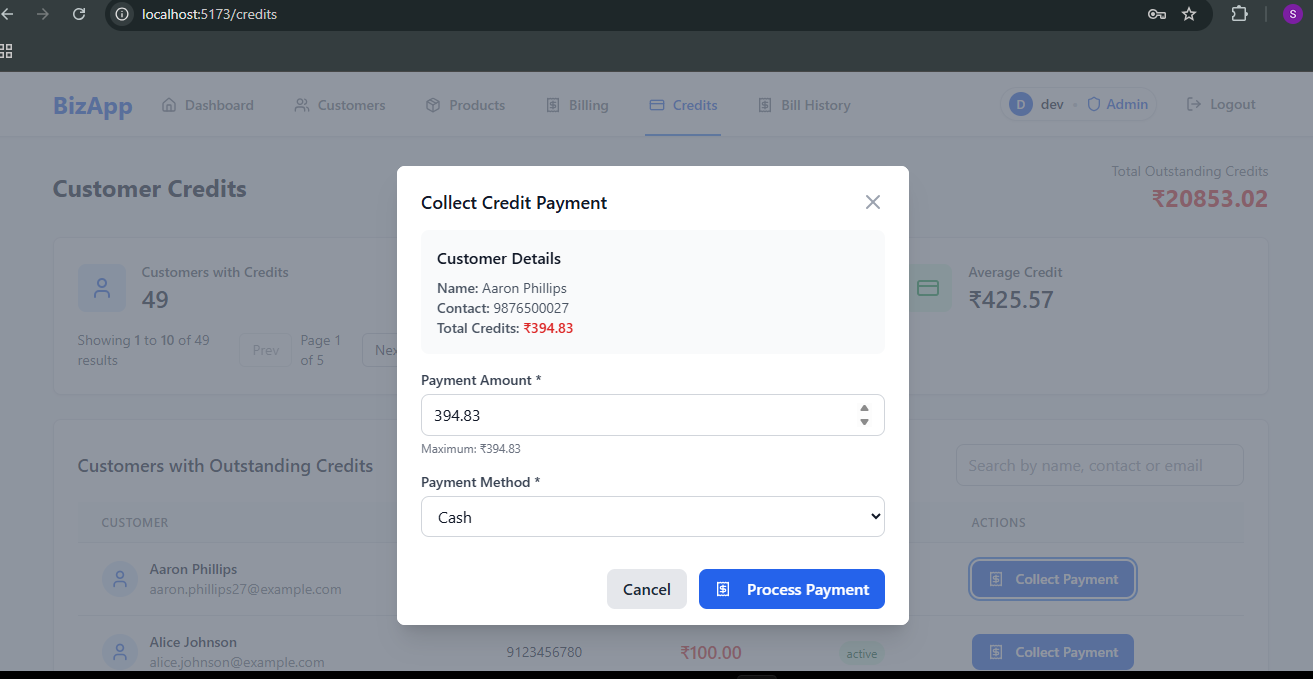 localhost:5173/credits
S
BizApp
Dashboard
Customers
Products
Billing
Credits
Bill History
D
dev
Admin
Logout
Customer Credits
Total Outstanding Credits
₹20853.02
Customers with Credits
49
Showing 1 to 10 of 49
results
Prev
Page 1
of 5
Average Credit
₹425.57
Collect Credit Payment
Customer Details
Name: Aaron Phillips
Contact: 9876500027
Total Credits: ₹394.83
Payment Amount *
394.83
Maximum: ₹394.83
Payment Method *
Cash
Cancel
Process Payment
Customers with Outstanding Credits
Search by name, contact or email
CUSTOMER
ACTIONS
Aaron Phillips
aaron.phillips27@example.com
Collect Payment
Alice Johnson
alice.johnson@example.com
9123456780
₹100.00
active
Collect Payment